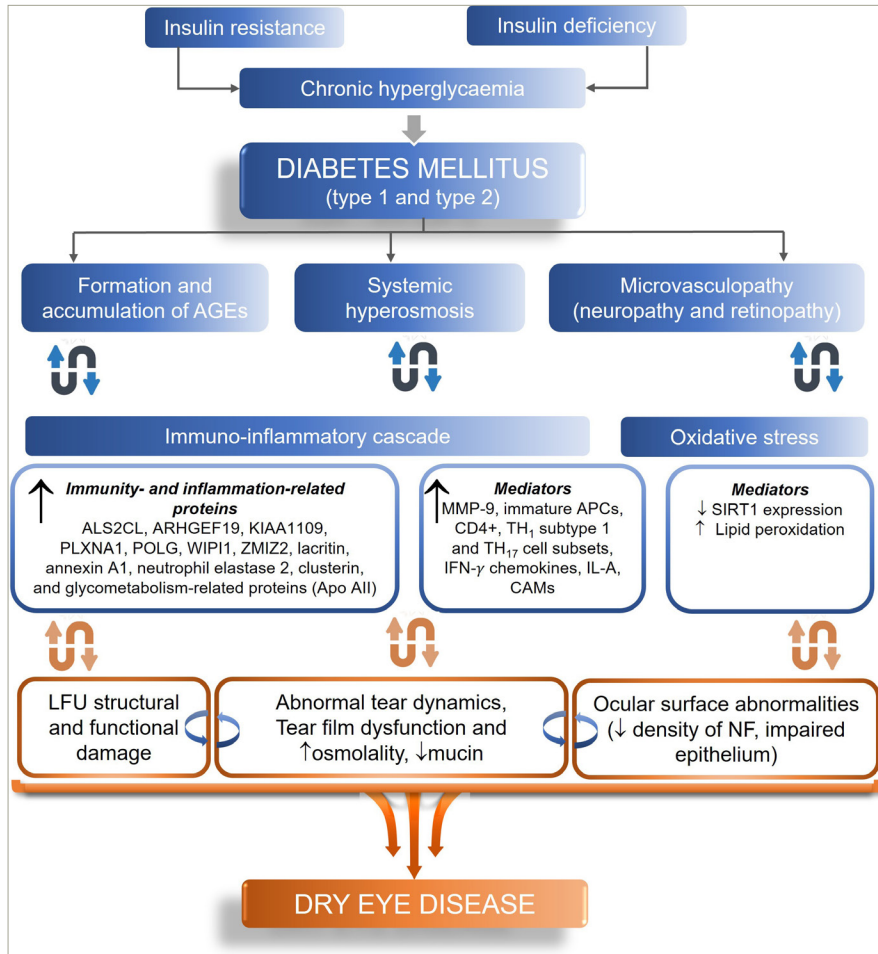 Insulin resistance
Insulin deficiency
Chronic hyperglycaemia
DIABETES MELLITUS
(type 1 and type 2)
Formation and
accumulation of AGEs
Systemic
hyperosmosis
Microvasculopathy
(neuropathy and retinopathy)
Immuno-inflammatory cascade
Oxidative stress
↑ Immunity- and inflammation-related
proteins
ALS2CL, ARHGEF19, KIAA1109,
PLXNA1, POLG, WIPI1, ZMIZ2, lacritin,
annexin A1, neutrophil elastase 2, clusterin,
and glycometabolism-related proteins (Apo AII)
↑ Mediators
MMP-9, immature APCs,
CD4+, TH₁ subtype 1
and TH₁₇ cell subsets,
IFN-γ chemokines, IL-A,
CAMs
Mediators
↓ SIRT1 expression
↑ Lipid peroxidation
LFU structural
and functional
damage
Abnormal tear dynamics,
Tear film dysfunction and
↑osmolality, ↓mucin
Ocular surface abnormalities
(↓ density of NF, impaired
epithelium)
DRY EYE DISEASE